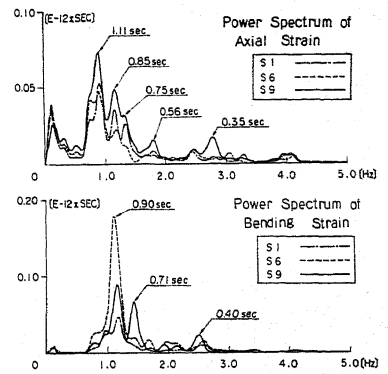 (E-12xSEC)
Power Spectrum of
Axial Strain
0.10
1.11 sec
S1
S6
S9
0.85 sec
0.75 sec
0.05
0.56 sec
0.35 sec
0
1.0
2.0
3.0
4.0
5.0 (Hz)
0.20
(E-12xSEC)
0.90 sec
Power Spectrum of
Bending Strain
S1
S6
S9
0.10
0.71 sec
0.40 sec
0
1.0
2.0
3.0
4.0
5.0 (Hz)